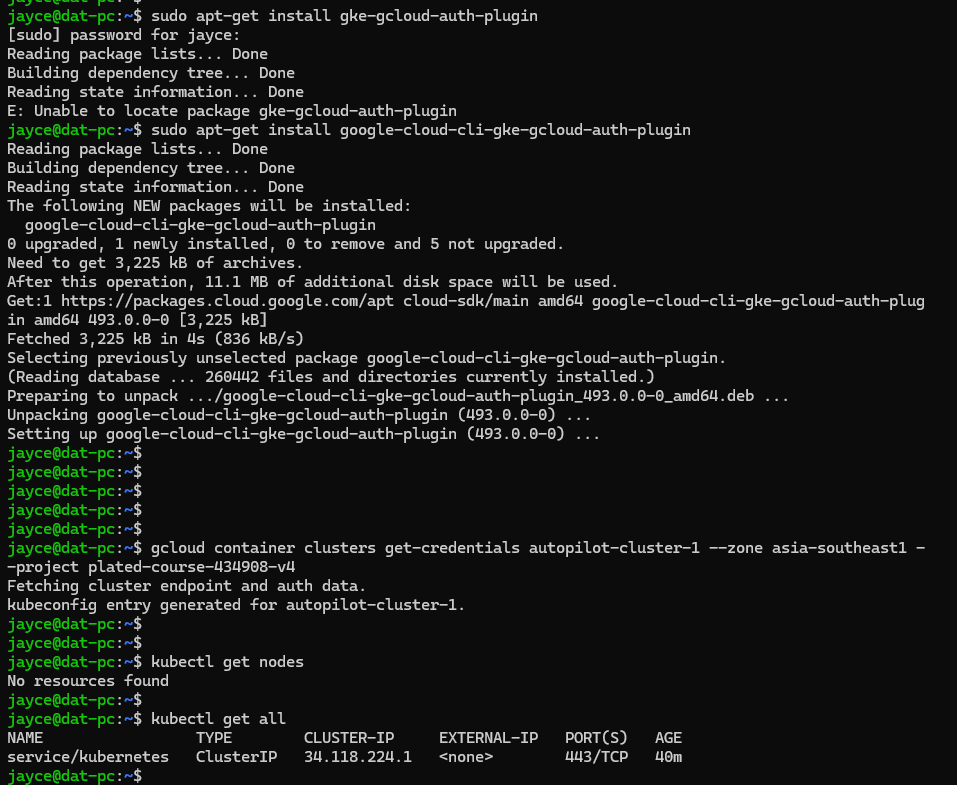 jayce@dat-pc:~$ sudo apt-get install gke-gcloud-auth-plugin
[sudo] password for jayce:
Reading package lists... Done
Building dependency tree... Done
Reading state information... Done
E: Unable to locate package gke-gcloud-auth-plugin
jayce@dat-pc:~$ sudo apt-get install google-cloud-cli-gke-gcloud-auth-plugin
Reading package lists... Done
Building dependency tree... Done
Reading state information... Done
The following NEW packages will be installed:
  google-cloud-cli-gke-gcloud-auth-plugin
0 upgraded, 1 newly installed, 0 to remove and 5 not upgraded.
Need to get 3,225 kB of archives.
After this operation, 11.1 MB of additional disk space will be used.
Get:1 https://packages.cloud.google.com/apt cloud-sdk/main amd64 google-cloud-cli-gke-gcloud-auth-plug
in amd64 493.0.0-0 [3,225 kB]
Fetched 3,225 kB in 4s (836 kB/s)
Selecting previously unselected package google-cloud-cli-gke-gcloud-auth-plugin.
(Reading database ... 260442 files and directories currently installed.)
Preparing to unpack .../google-cloud-cli-gke-gcloud-auth-plugin_493.0.0-0_amd64.deb ...
Unpacking google-cloud-cli-gke-gcloud-auth-plugin (493.0.0-0) ...
Setting up google-cloud-cli-gke-gcloud-auth-plugin (493.0.0-0) ...
jayce@dat-pc:~$
jayce@dat-pc:~$
jayce@dat-pc:~$
jayce@dat-pc:~$
jayce@dat-pc:~$
jayce@dat-pc:~$ gcloud container clusters get-credentials autopilot-cluster-1 --zone asia-southeast1 -
-project plated-course-434908-v4
Fetching cluster endpoint and auth data.
kubeconfig entry generated for autopilot-cluster-1.
jayce@dat-pc:~$
jayce@dat-pc:~$
jayce@dat-pc:~$ kubectl get nodes
No resources found
jayce@dat-pc:~$
jayce@dat-pc:~$ kubectl get all
NAME                 TYPE        CLUSTER-IP     EXTERNAL-IP   PORT(S)   AGE
service/kubernetes   ClusterIP   34.118.224.1   <none>        443/TCP   40m
jayce@dat-pc:~$